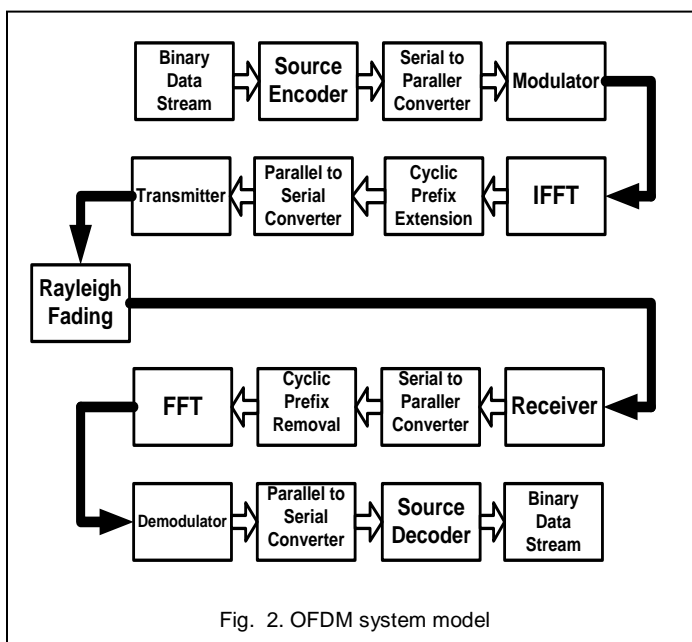 Binary
Data
Stream
Source
Encoder
Serial to
Paraller
Converter
Modulator
Transmitter
Parallel to
Serial
Converter
Cyclic
Prefix
Extension
IFFT
Rayleigh
Fading
FFT
Cyclic
Prefix
Removal
Serial to
Paraller
Converter
Receiver
Demodulator
Parallel to
Serial
Converter
Source
Decoder
Binary
Data
Stream
Fig. 2. OFDM system model